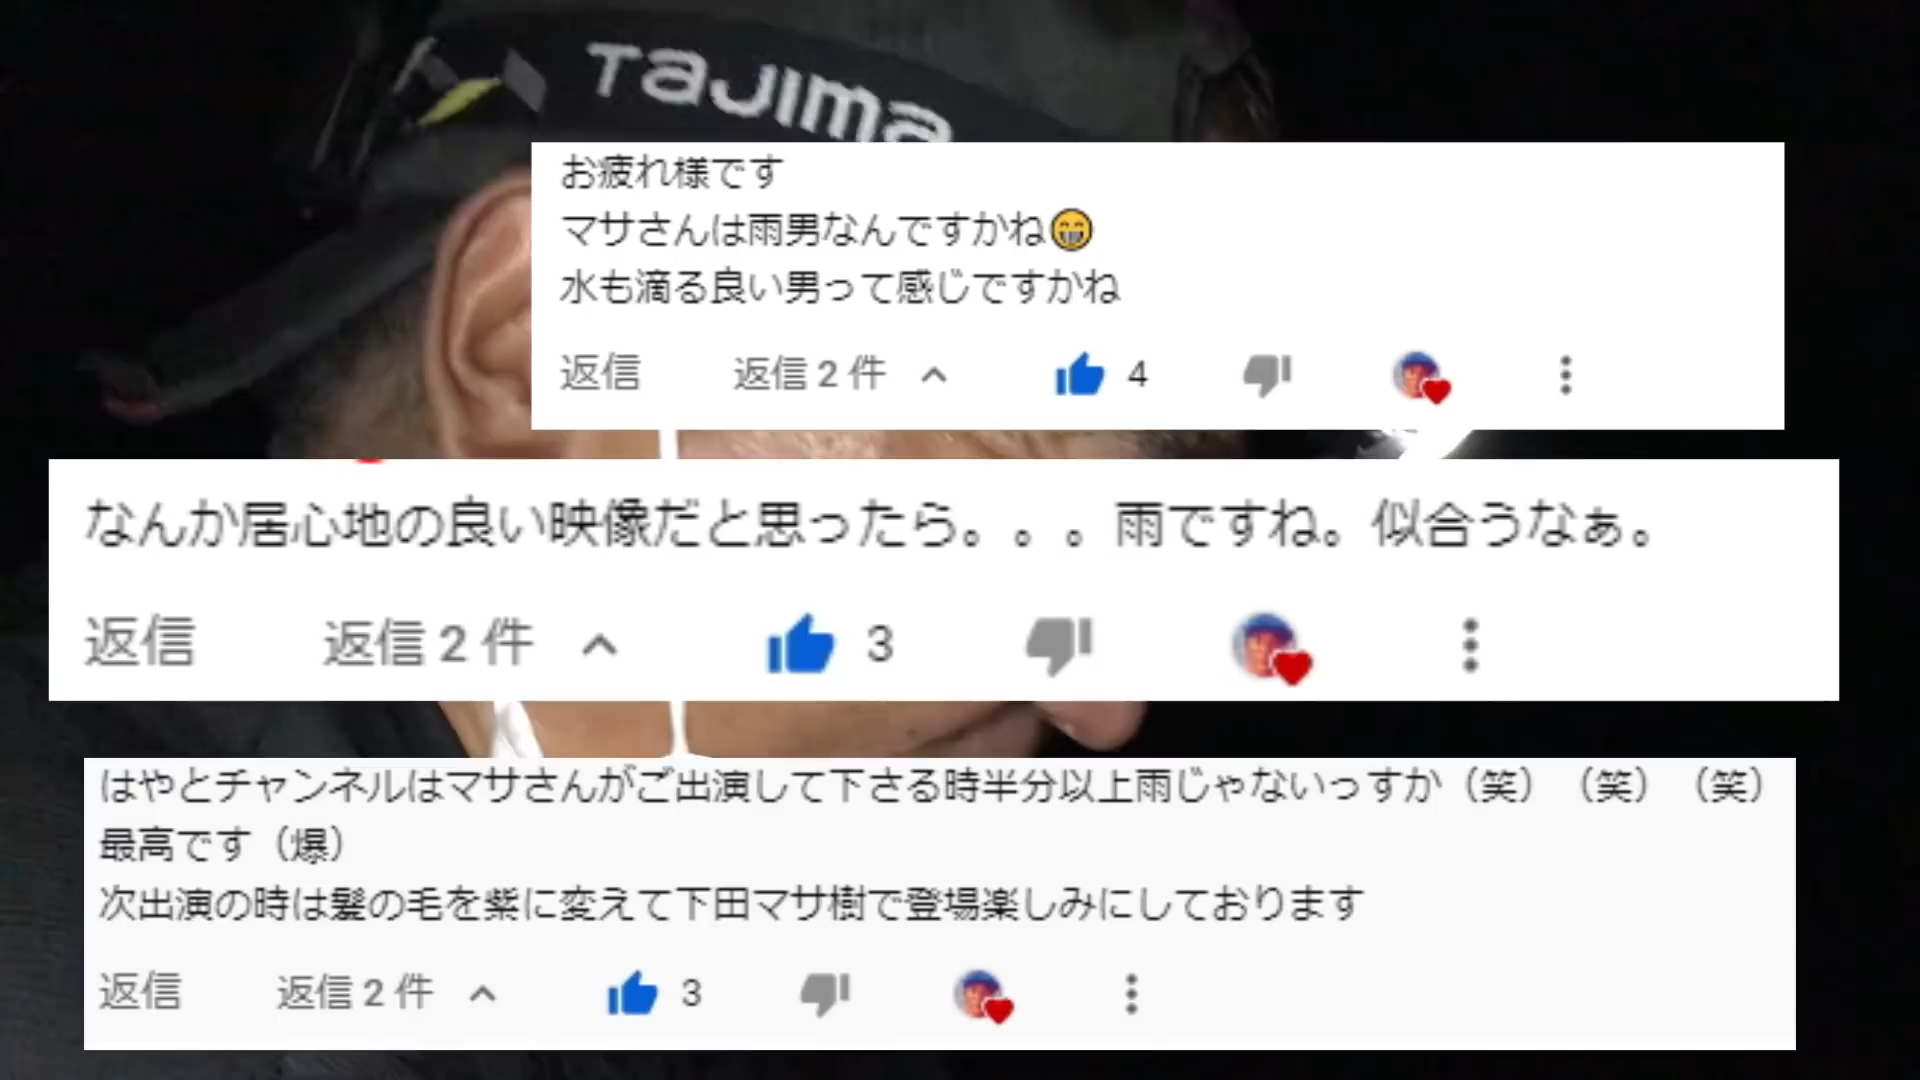 TaJIma
お疲れ様です
マサさんは雨男なんですかね😁
水も滴る良い男って感じですかね
返信 返信 2 件 4
なんか居心地の良い映像だと思ったら。。。雨ですね。似合うなぁ。
返信 返信 2 件 3
はやとチャンネルはマサさんがご出演して下さる時半分以上雨じゃないっすか（笑）（笑）（笑）
最高です（爆）
次出演の時は髪の毛を紫に変えて下田マサ樹で登場楽しみにしております
返信 返信 2 件 3